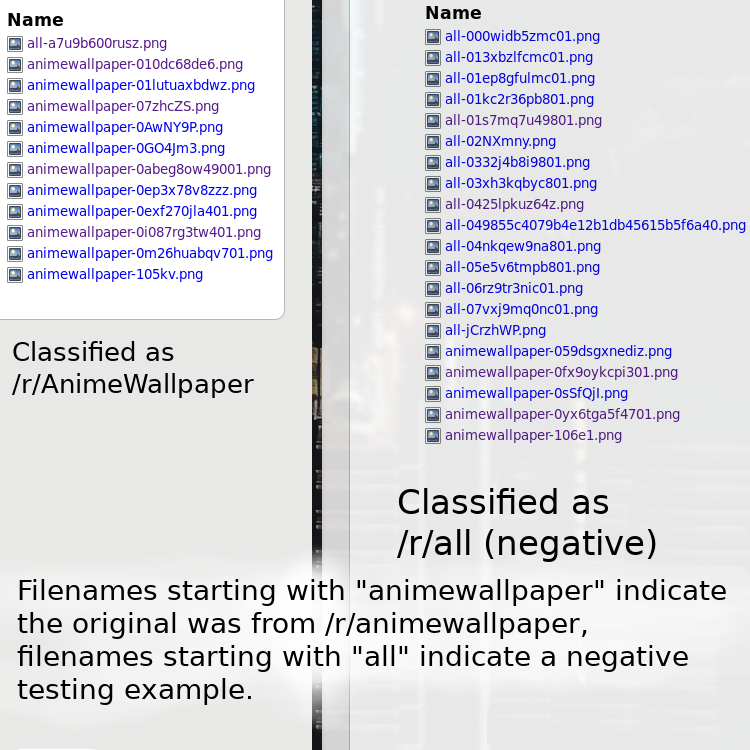 Name
all-a7u9b600rusz.png
animewallpaper-010dc68de6.png
animewallpaper-01lutuaxbdwz.png
animewallpaper-07zhcZS.png
animewallpaper-0AwNY9P.png
animewallpaper-0GO4Jm3.png
animewallpaper-0abeg8ow49001.png
animewallpaper-0ep3x78v8zzz.png
animewallpaper-0exf270jla401.png
animewallpaper-0i087rg3tw401.png
animewallpaper-0m26huabqv701.png
animewallpaper-105kv.png
Classified as
/r/AnimeWallpaper
Name
all-000widb5zmc01.png
all-013xbzlfcmc01.png
all-01ep8gfulmc01.png
all-01kc2r36pb801.png
all-01s7mq7u49801.png
all-02NXmny.png
all-0332j4b8i9801.png
all-03xh3kqbyc801.png
all-0425lpkuz64z.png
all-049855c4079b4e12b1db45615b5f6a40.png
all-04nkqew9na801.png
all-05e5v6tmpb801.png
all-06rz9tr3nic01.png
all-07vxj9mq0nc01.png
all-jCrzhWP.png
animewallpaper-059dsgxnediz.png
animewallpaper-0fx9oykcpi301.png
animewallpaper-0sSfQJI.png
animewallpaper-0yx6tga5f4701.png
animewallpaper-106e1.png
Classified as
/r/all (negative)
Filenames starting with "animewallpaper" indicate
the original was from /r/animewallpaper,
filenames starting with "all" indicate a negative
testing example.